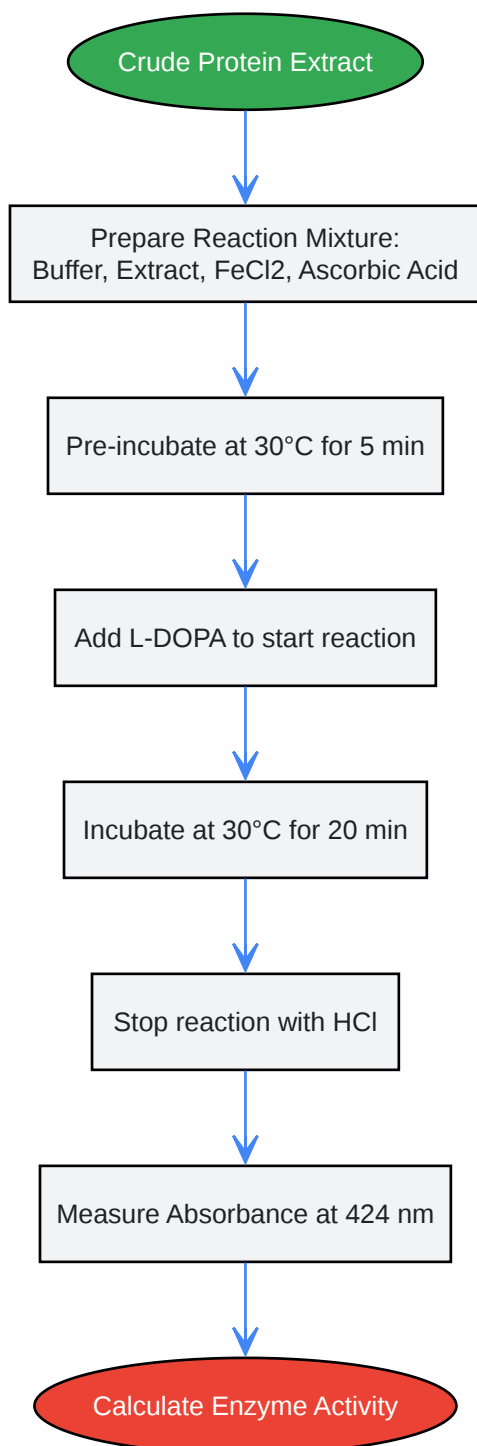 Crude Protein Extract
Prepare Reaction Mixture:
Buffer, Extract, FeCl2, Ascorbic Acid
Pre-incubate at 30°C for 5 min
Add L-DOPA to start reaction
Incubate at 30°C for 20 min
Stop reaction with HCl
Measure Absorbance at 424 nm
Calculate Enzyme Activity